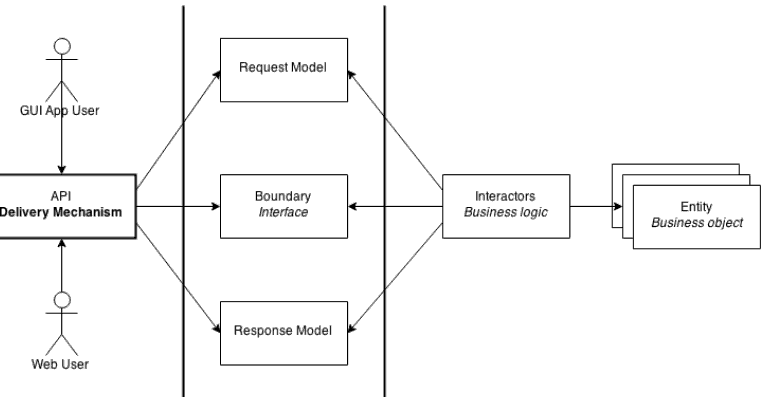 Request Model
GUI App User
API
Delivery Mechanism
Boundary
Interface
Interactors
Business logic
Entity
Business object
Response Model
Web User